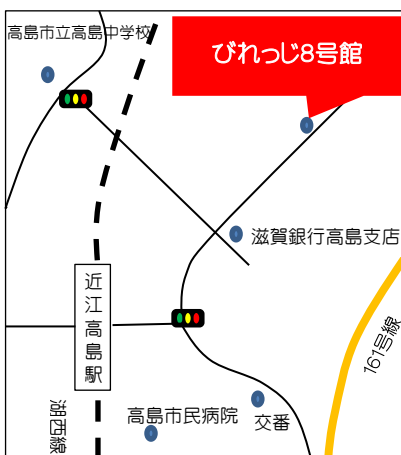 高島市立高島中学校
びれっじ8号館
滋賀銀行高島支店
近江高島駅
161号線
湖西線
高島市民病院
交番